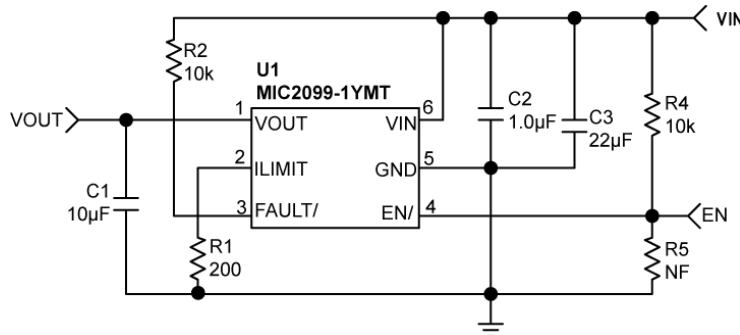 VIN
R2
10k
U1
MIC2099-1YMT
VOUT
1
VOUT
VIN
6
C2
1.0µF
C3
22µF
R4
10k
2
ILIMIT
GND
5
C1
10µF
3
FAULT/
EN/
4
EN
R1
200
R5
NF